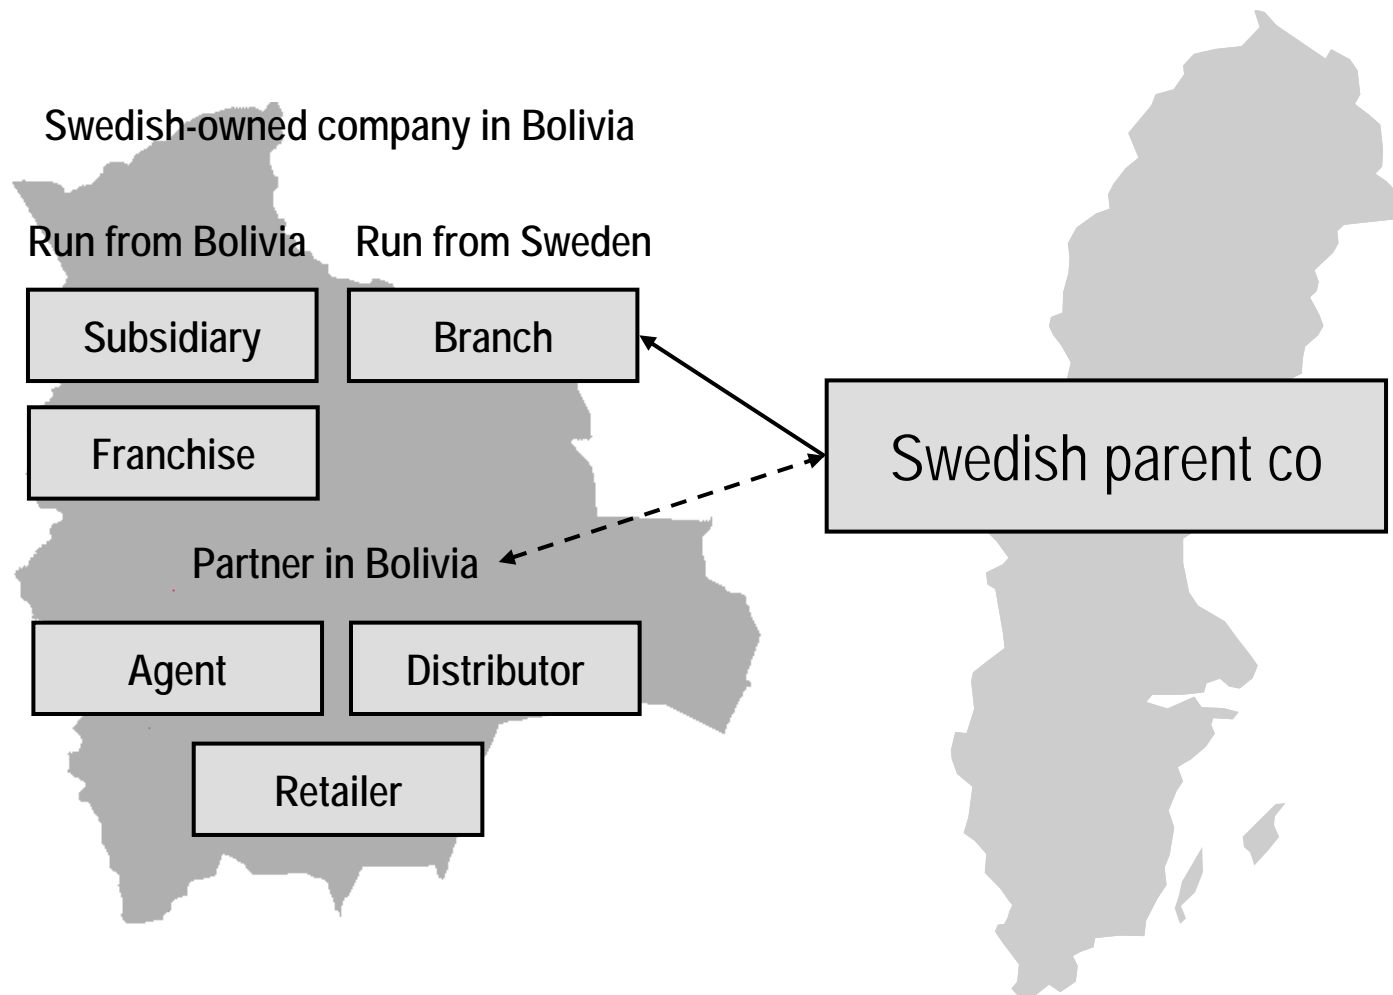 Swedish-owned company in Bolivia
Run from Bolivia
Run from Sweden
Subsidiary
Branch
Franchise
Swedish parent co
Partner in Bolivia
Agent
Distributor
Retailer